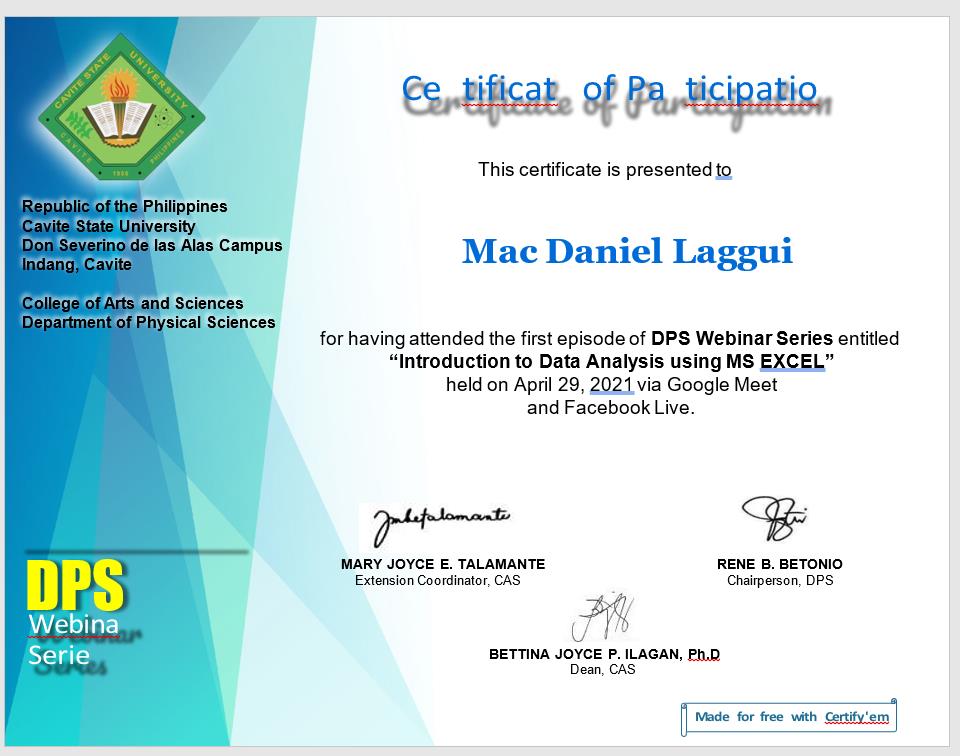 CAVITE STATE UNIVERSITY
CAVITE PHILIPPINES
1906
Ce tificat of Pa ticipatio
Certificate of Participation
This certificate is presented to
Republic of the Philippines
Cavite State University
Don Severino de las Alas Campus
Indang, Cavite
College of Arts and Sciences
Department of Physical Sciences
Mac Daniel Laggui
for having attended the first episode of DPS Webinar Series entitled
“Introduction to Data Analysis using MS EXCEL”
held on April 29, 2021 via Google Meet
and Facebook Live.
MARY JOYCE E. TALAMANTE
Extension Coordinator, CAS
RENE B. BETONIO
Chairperson, DPS
DPS
Webina
Serie
Webinar
Series
BETTINA JOYCE P. ILAGAN, Ph.D
Dean, CAS
Made for free with Certify'em